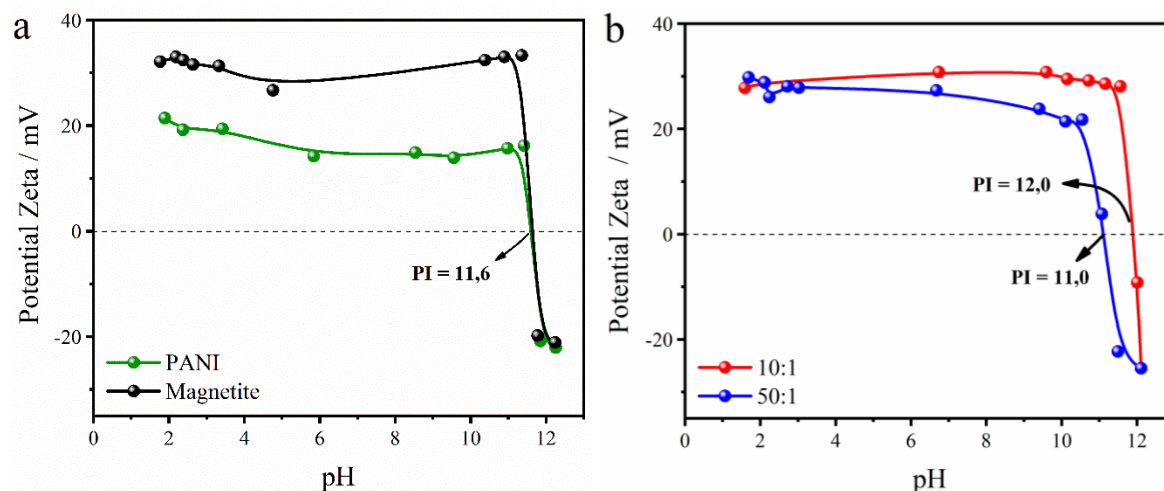 a
Potential Zeta / mV
40
20
0
-20
PI = 11,6
PANI
Magnetite
0
2
4
6
8
10
12
pH
b
Potential Zeta / mV
40
20
0
-20
PI = 12,0
PI = 11,0
10:1
50:1
0
2
4
6
8
10
12
pH